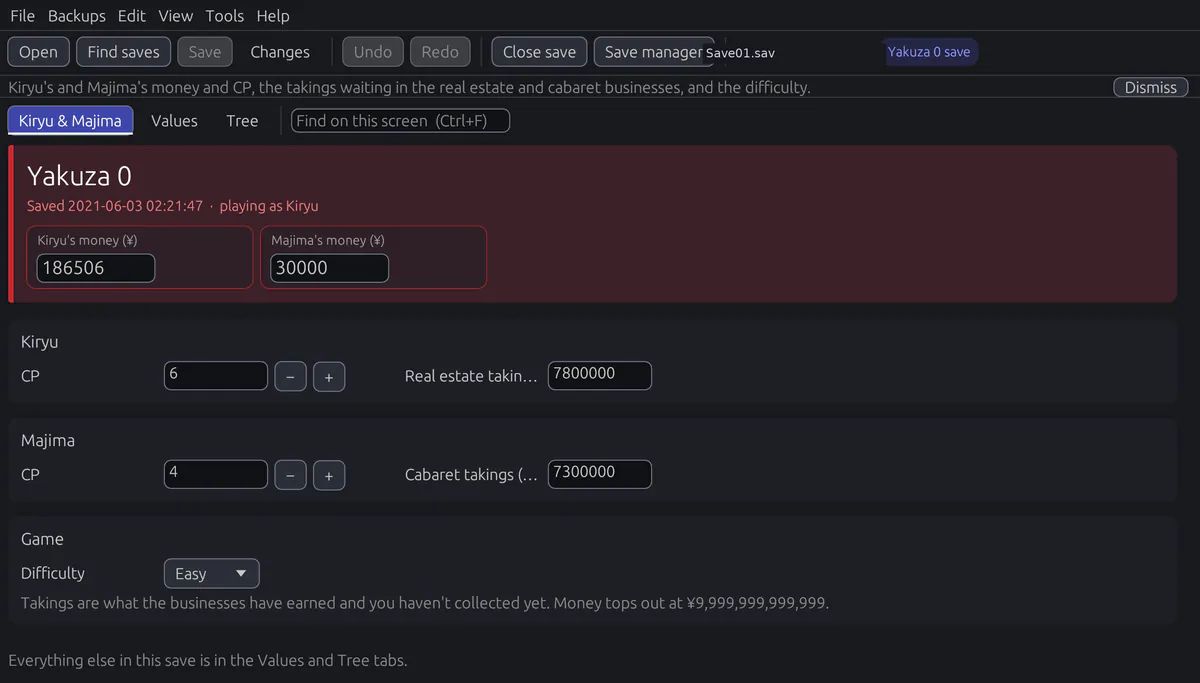 File Backups Edit View Tools Help
Open Find saves Save Changes Undo Redo Close save Save manager Save01.sav Yakuza 0 save
Kiryu's and Majima's money and CP, the takings waiting in the real estate and cabaret businesses, and the difficulty. Dismiss
Kiryu & Majima Values Tree Find on this screen (Ctrl+F)
Yakuza 0
Saved 2021-06-03 02:21:47 · playing as Kiryu
Kiryu's money (¥) Majima's money (¥)
186506 30000
Kiryu
CP 6 − + Real estate takin… 7800000
Majima
CP 4 − + Cabaret takings (… 7300000
Game
Difficulty Easy
Takings are what the businesses have earned and you haven't collected yet. Money tops out at ¥9,999,999,999,999.
Everything else in this save is in the Values and Tree tabs.